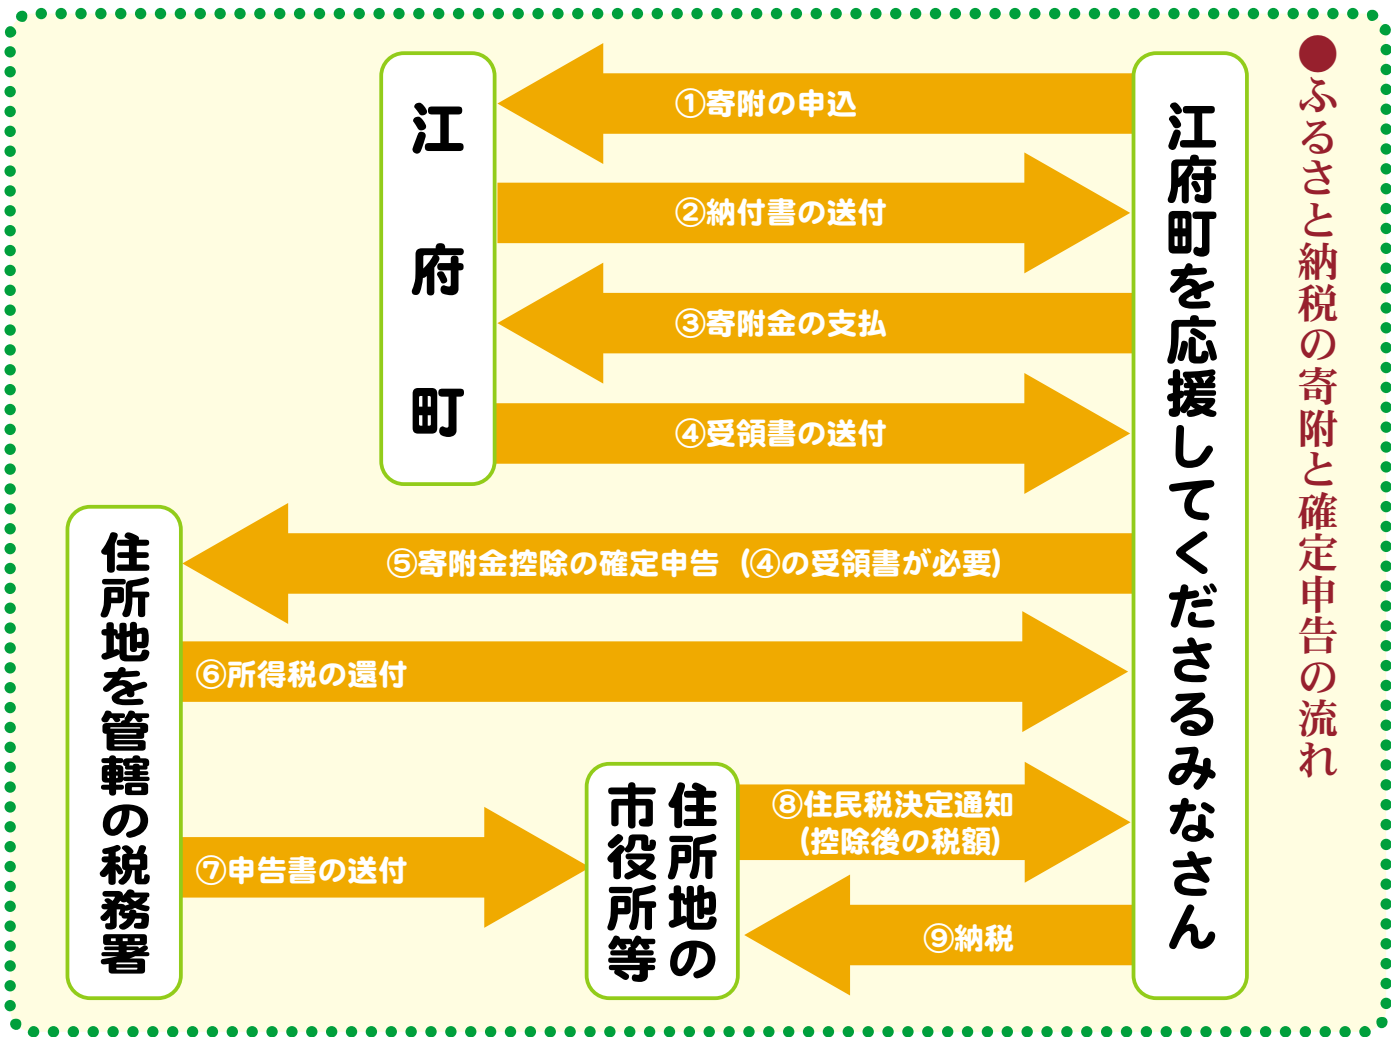 ●ふるさと納税の寄附と確定申告の流れ
江府町を応援してくださるみなさん
江府町
①寄附の申込
②納付書の送付
③寄附金の支払
④受領書の送付
⑤寄附金控除の確定申告（④の受領書が必要）
⑥所得税の還付
⑦申告書の送付
⑧住民税決定通知
（控除後の税額）
⑨納税
住所地の
市役所等
住所地を管轄の税務署